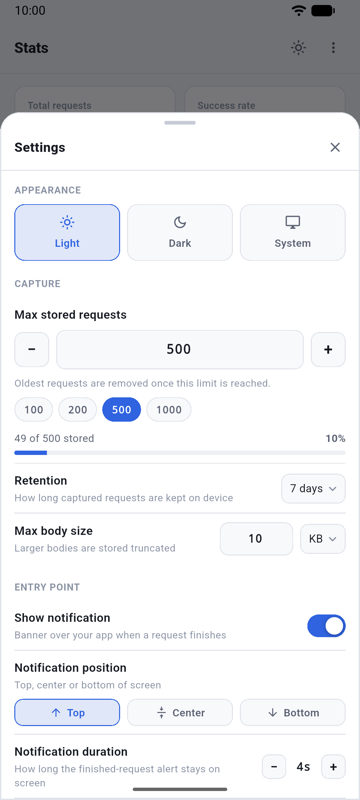 10:00
Stats
Total requests
Success rate
Settings
APPEARANCE
Light
Dark
System
CAPTURE
Max stored requests
−
500
+
Oldest requests are removed once this limit is reached.
100
200
500
1000
49 of 500 stored
10%
Retention
How long captured requests are kept on device
7 days
Max body size
Larger bodies are stored truncated
10
KB
ENTRY POINT
Show notification
Banner over your app when a request finishes
Notification position
Top, center or bottom of screen
Top
Center
Bottom
Notification duration
How long the finished-request alert stays on
screen
−
4s
+